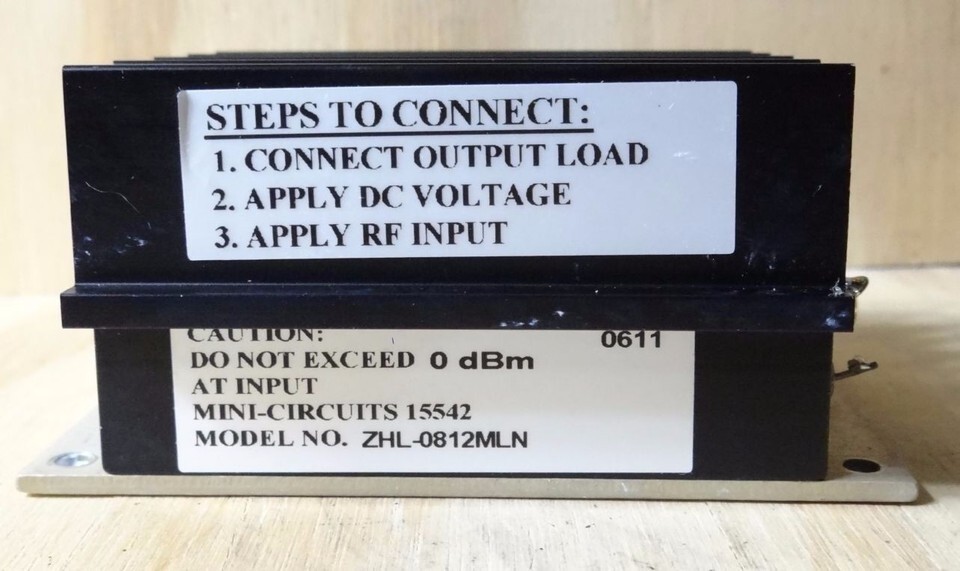 STEPS TO CONNECT:
1. CONNECT OUTPUT LOAD
2. APPLY DC VOLTAGE
3. APPLY RF INPUT
CAUTION: 0611
DO NOT EXCEED 0 dBm
AT INPUT
MINI-CIRCUITS 15542
MODEL NO. ZHL-0812MLN